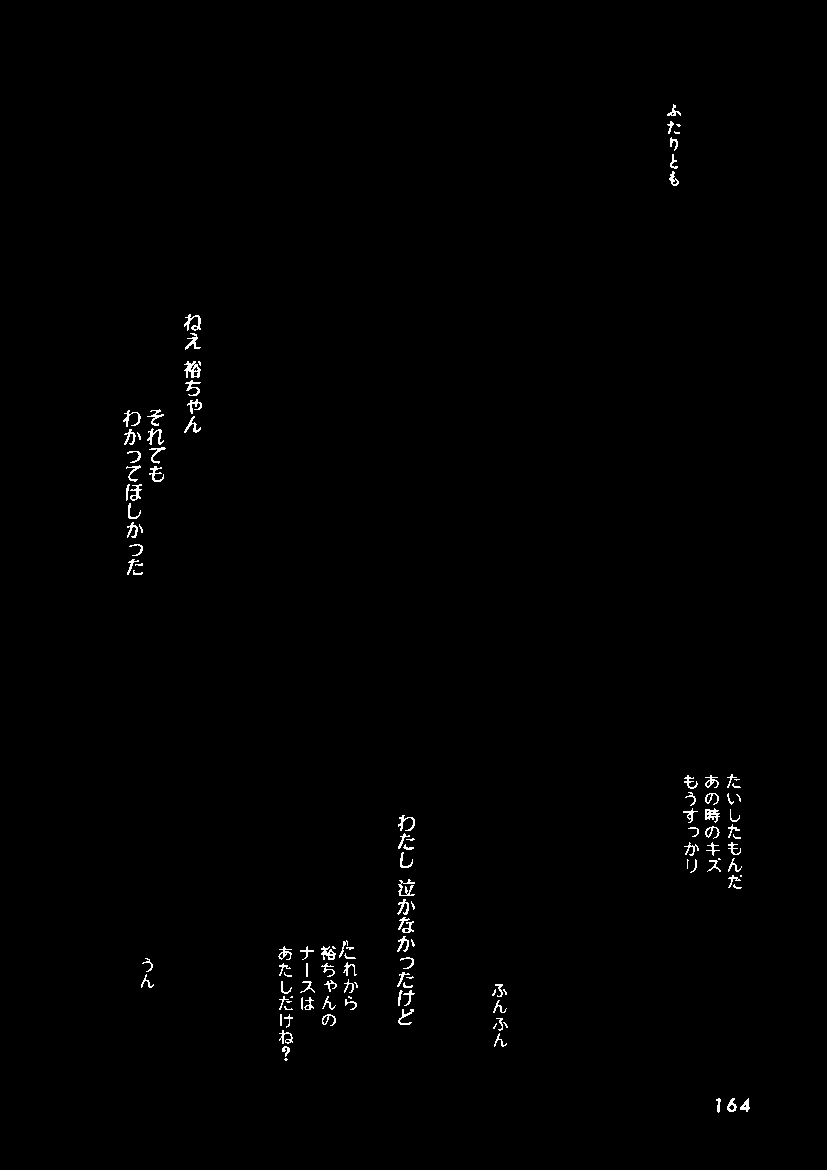 ふたりとも
ねえ 裕ちゃん
それでも
わかってほしかった
たいしたもんだ
あの時のキズ
もうすっかり
ふんふん
わたし 泣かなかったけど
これから
裕ちゃんの
ナースは
あたしだけね?
うん
164